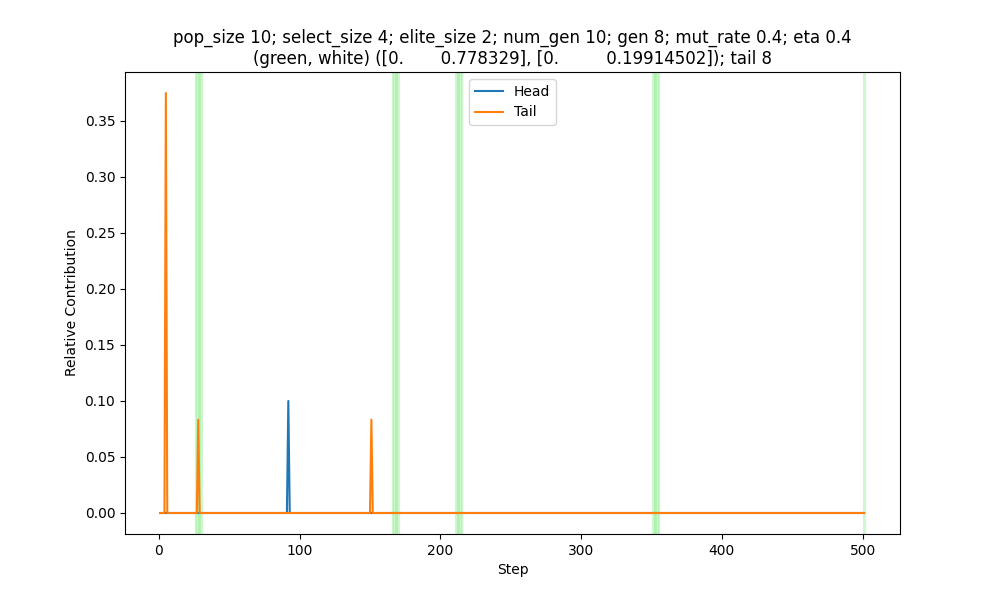 pop_size 10; select_size 4; elite_size 2; num_gen 10; gen 8; mut_rate 0.4; eta 0.4
(green, white) ([0. 0.778329], [0. 0.19914502]); tail 8
Head
Tail
Relative Contribution
0.35
0.30
0.25
0.20
0.15
0.10
0.05
0.00
0 100 200 300 400 500
Step